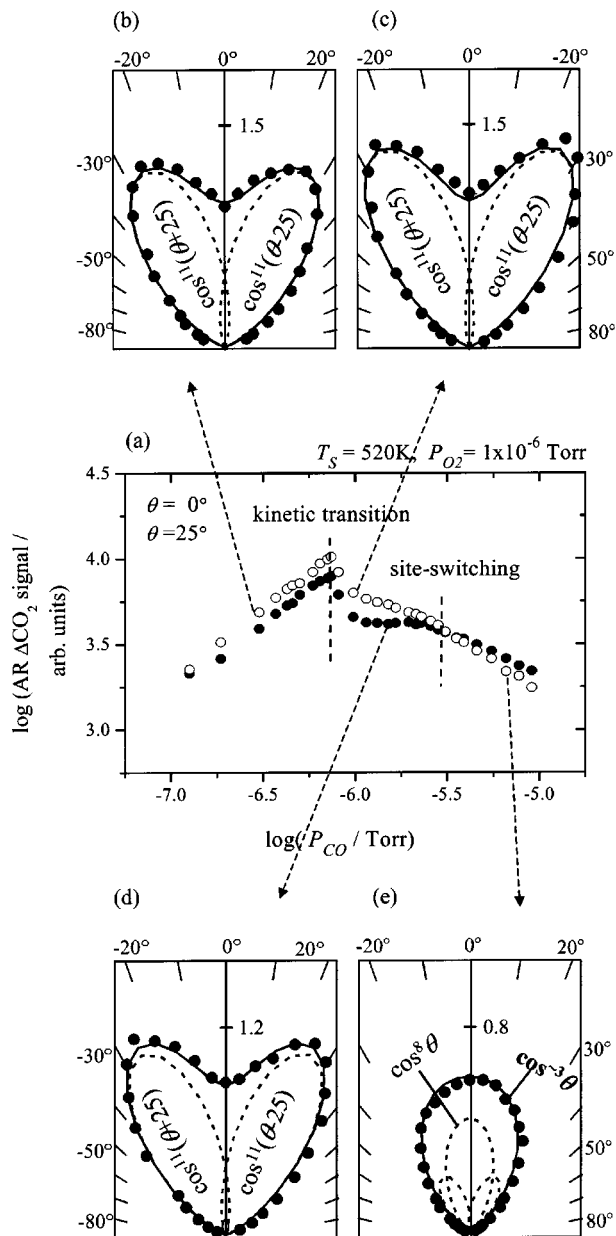 (b)
(c)
-20° 0° 20°
-20° 0° -20°
1.5
1.5
-30°
30°
-50°
50°
-80°
80°
cos¹¹(θ+25)
cos¹¹(θ-25)
cos¹¹(θ+25)
cos¹¹(θ-25)
(a)
T_S = 520K, P_O2 = 1x10⁻⁶ Torr
4.5
4.0
3.5
3.0
θ = 0°
θ =25°
kinetic transition
site-switching
log (AR ΔCO₂ signal /
arb. units)
-7.0 -6.5 -6.0 -5.5 -5.0
log(P_CO / Torr)
(d)
(e)
-20° 0° 20°
-20° 0° 20°
1.2
0.8
-30°
30°
-50°
50°
-80°
80°
cos¹¹(θ+25)
cos¹¹(θ-25)
cos⁸θ
cos⁻³θ